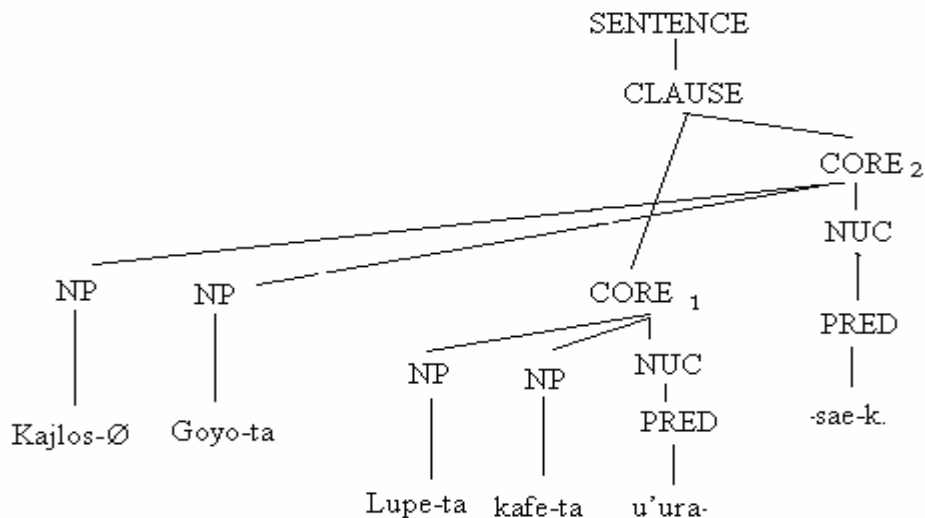 SENTENCE
CLAUSE
CORE 2
NUC
NP NP CORE 1
PRED
NP NP NUC
-sae-k.
Kajlos-Ø Goyo-ta PRED
Lupe-ta kafe-ta u'ura-